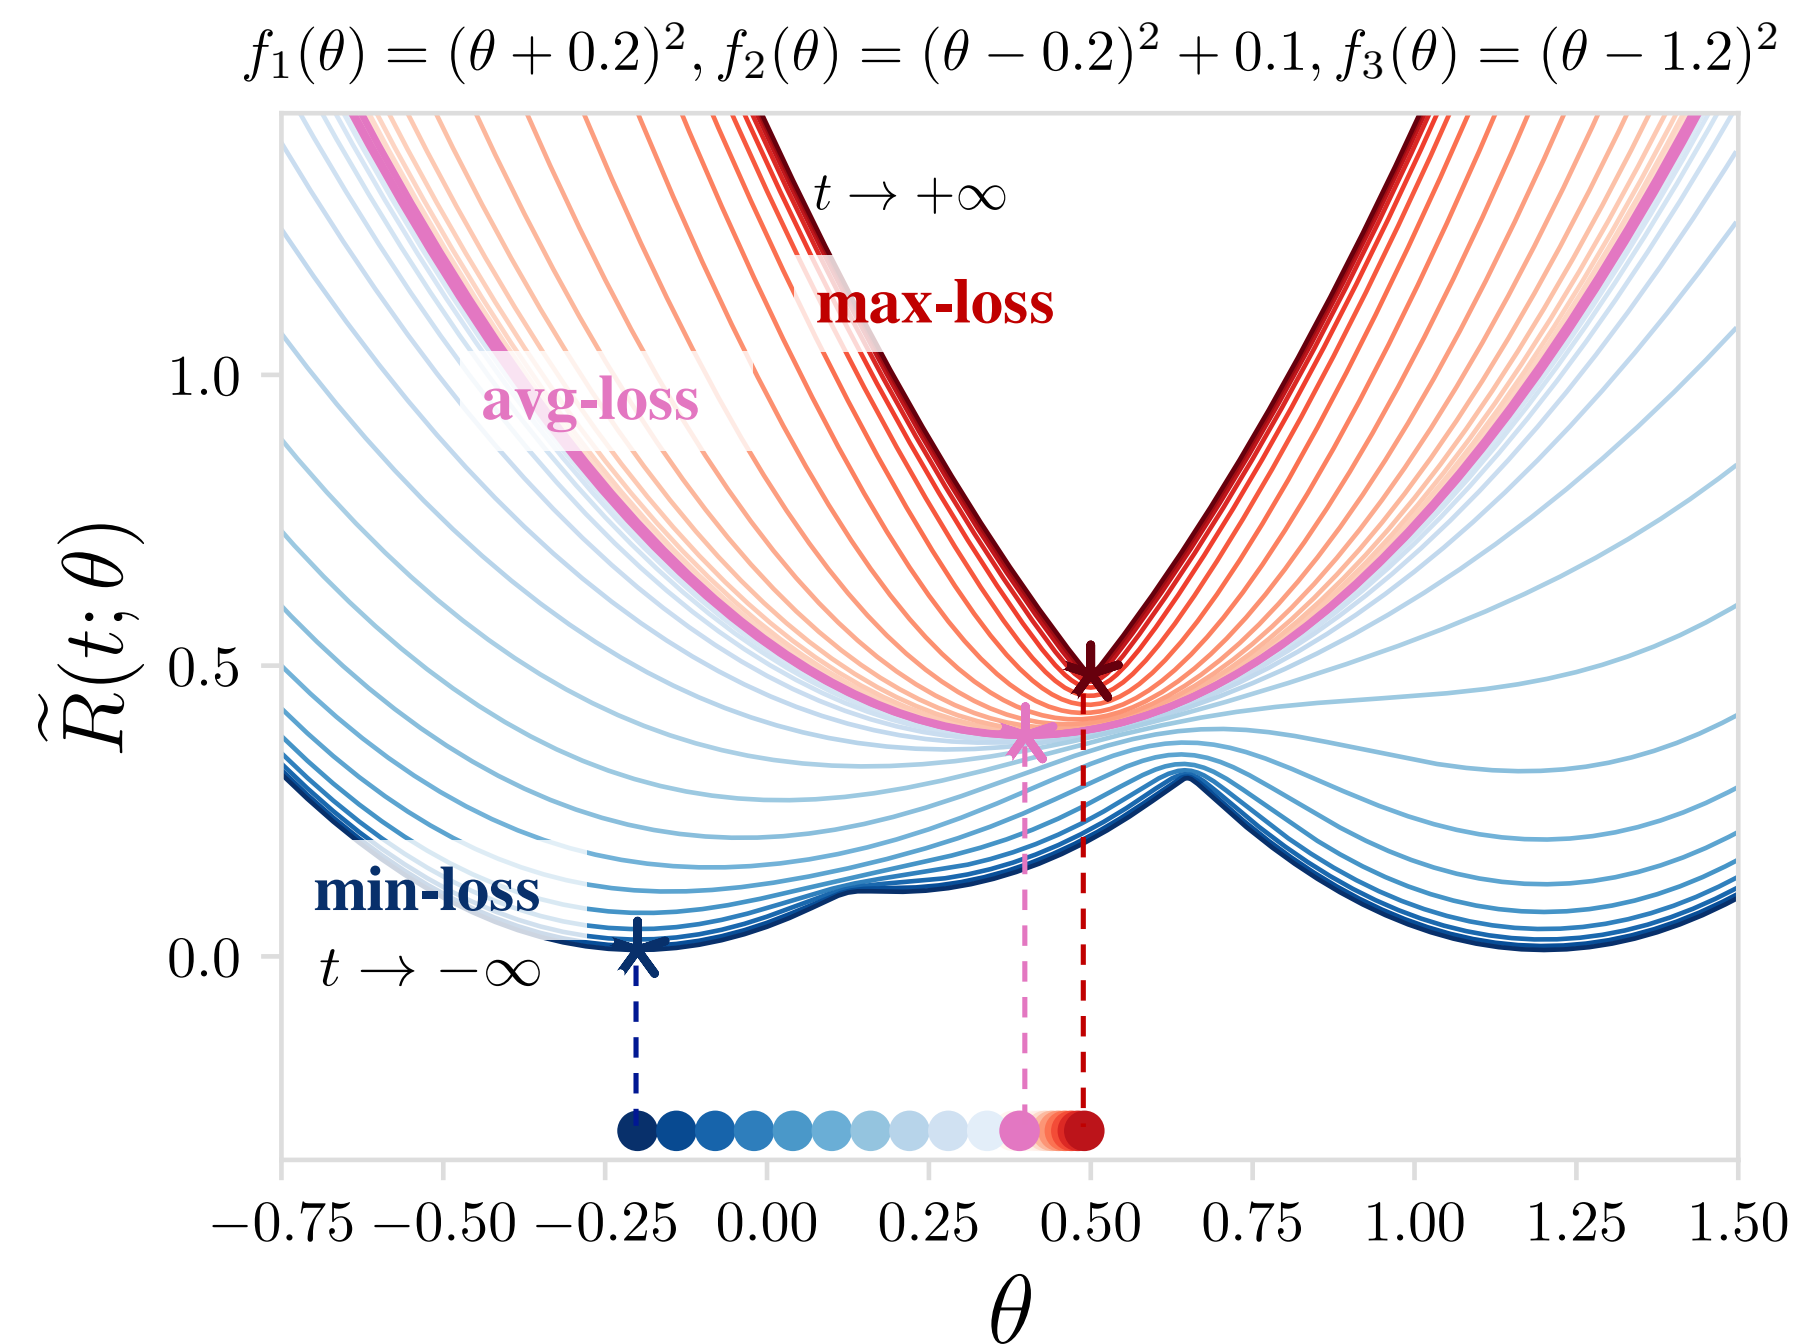 f₁(θ) = (θ + 0.2)², f₂(θ) = (θ − 0.2)² + 0.1, f₃(θ) = (θ − 1.2)²
t → +∞
max-loss
avg-loss
min-loss
t → −∞
R̃(t; θ)
1.0
0.5
0.0
−0.75 −0.50 −0.25 0.00 0.25 0.50 0.75 1.00 1.25 1.50
θ